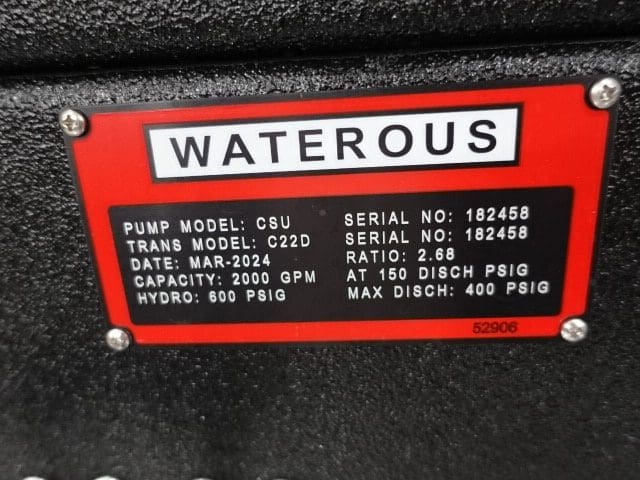 WATEROUS
PUMP MODEL: CSU SERIAL NO: 182458
TRANS MODEL: C22D SERIAL NO: 182458
DATE: MAR-2024 RATIO: 2.68
CAPACITY: 2000 GPM AT 150 DISCH PSIG
HYDRO: 600 PSIG MAX DISCH: 400 PSIG
52906